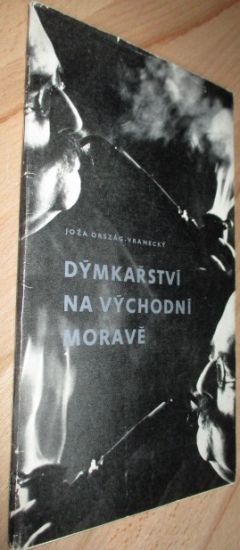 JOŽA ORSZÁG-VRANECKÝ
DÝMKAŘSTVÍ
NA VÝCHODNÍ
MORAVĚ